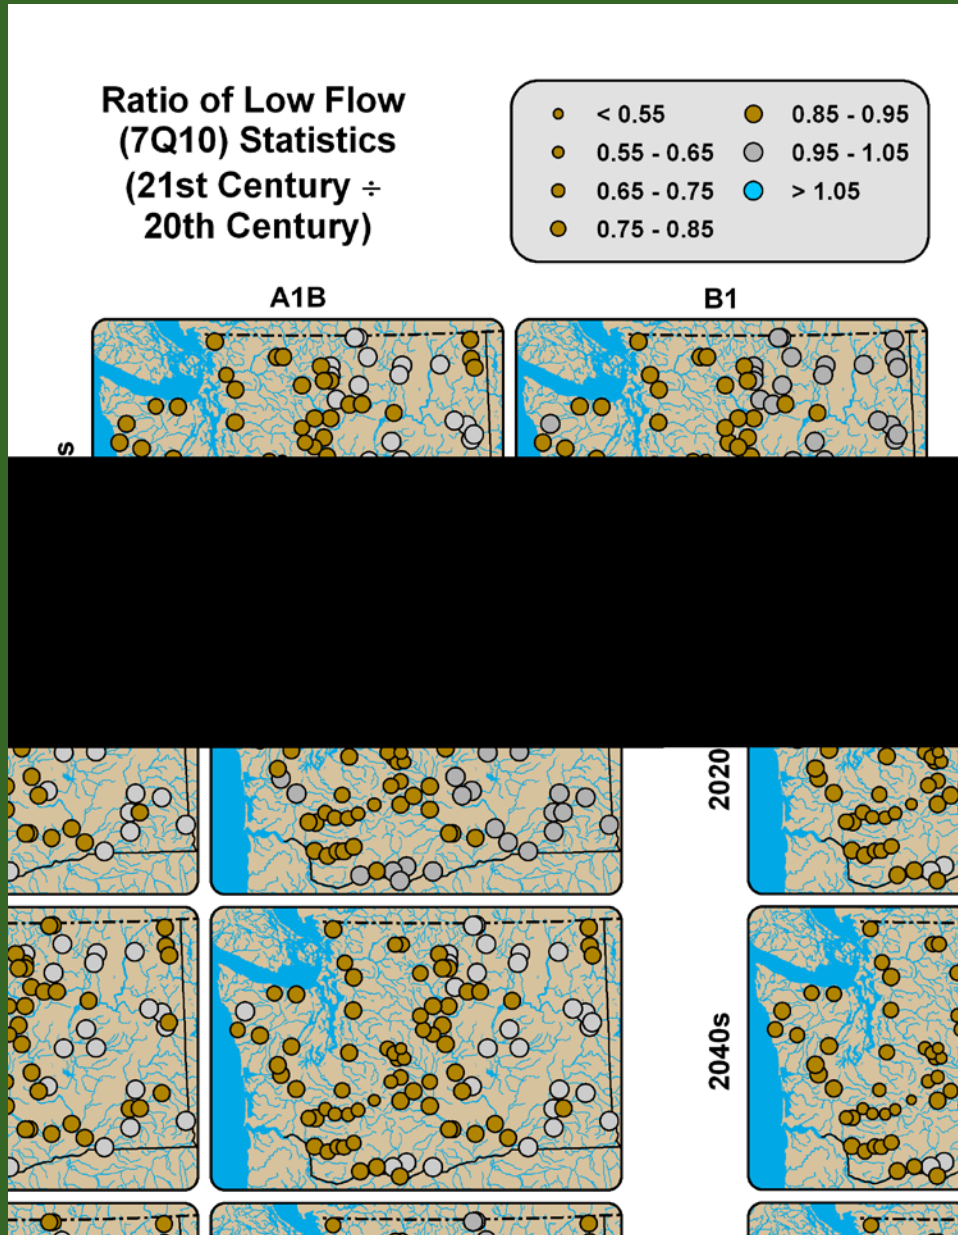 Ratio of Low Flow
(7Q10) Statistics
(21st Century ÷
20th Century)
< 0.55
0.55 - 0.65
0.65 - 0.75
0.75 - 0.85
0.85 - 0.95
0.95 - 1.05
> 1.05
A1B
B1
s
2020
2040s